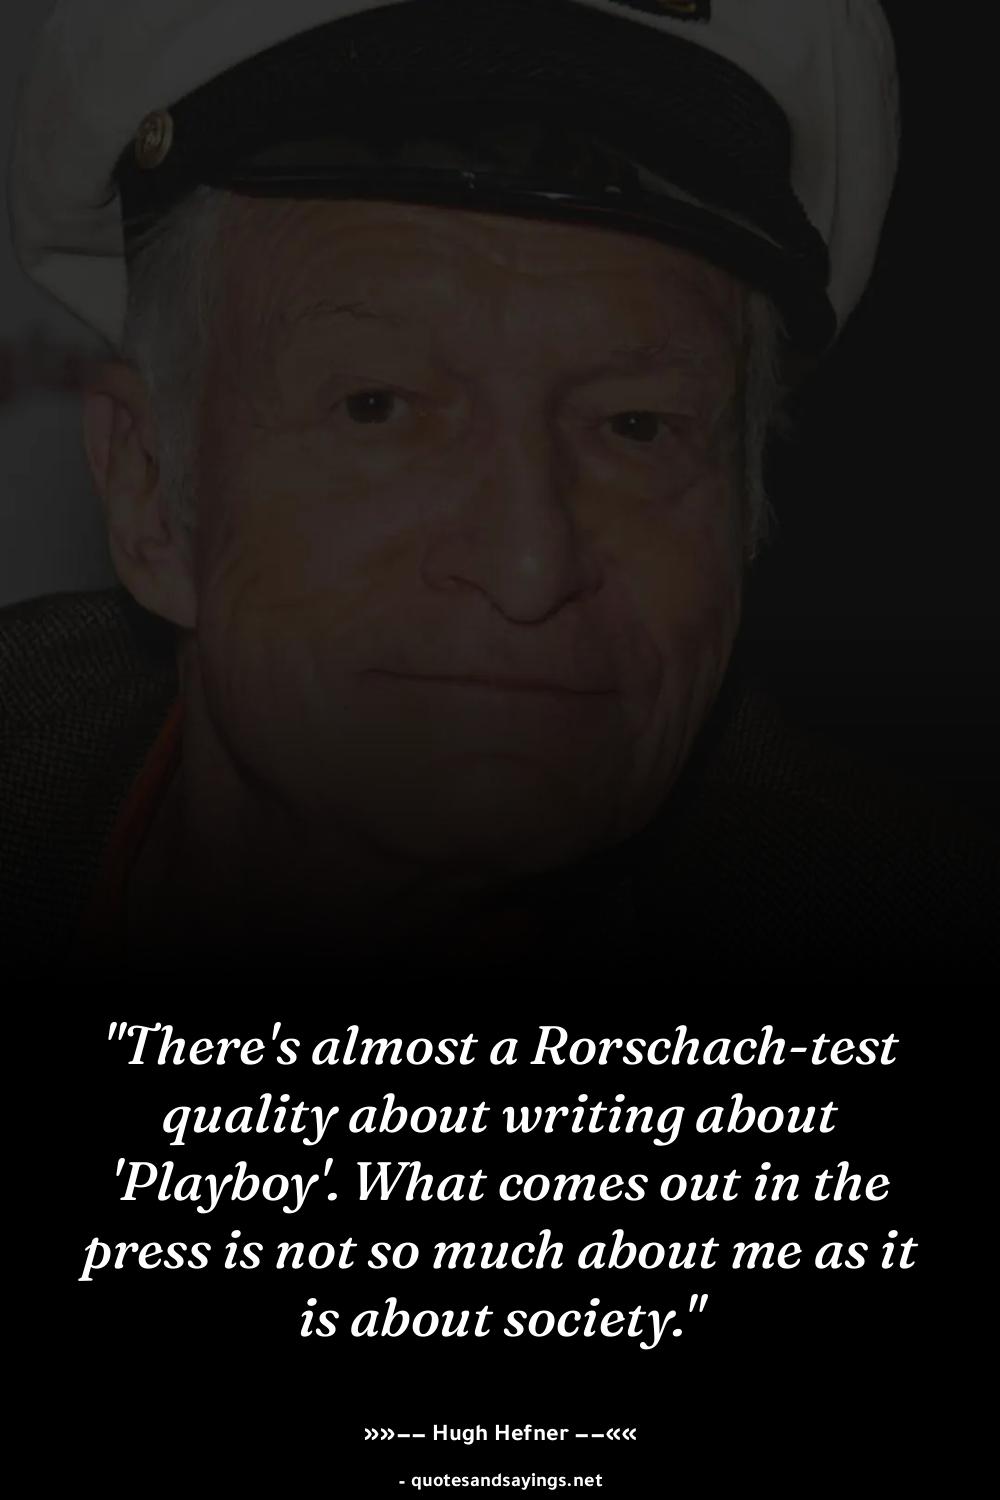 "There's almost a Rorschach-test
quality about writing about
'Playboy'. What comes out in the
press is not so much about me as it
is about society."
»»-- Hugh Hefner --««
- quotesandsayings.net